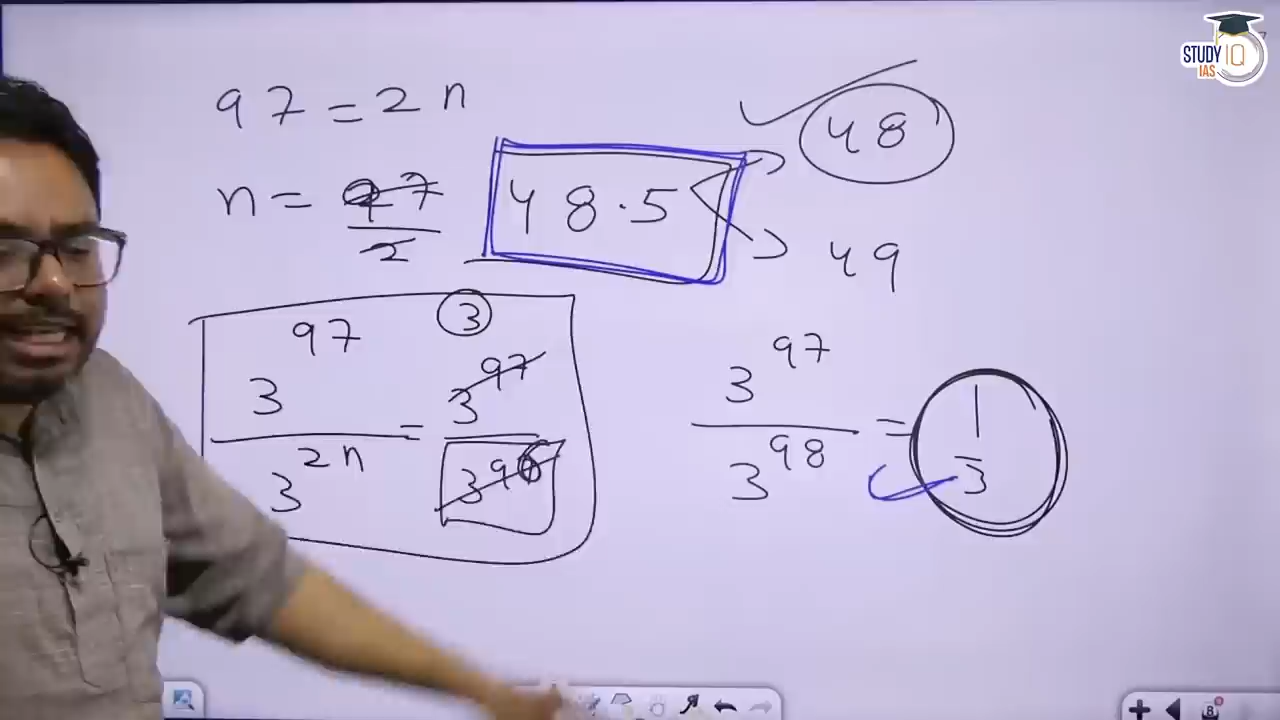 STUDY IQ
IAS
97 = 2n
48
n = 97/2 48.5
49
3
3^97/3^2n = 3^97/3^96
3^97/3^98 = 1/3
8